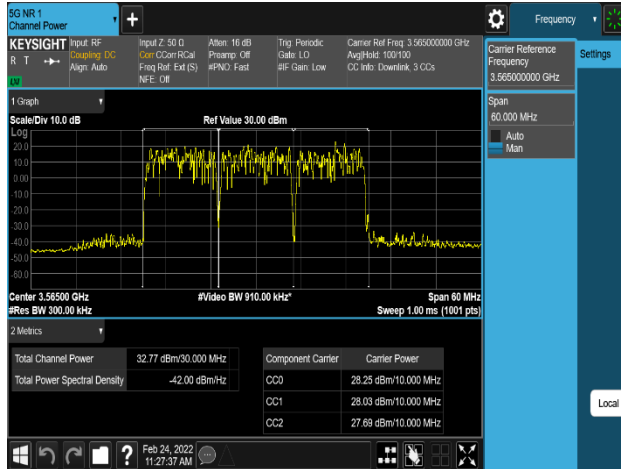 5G NR 1
Channel Power
Frequency
KEYSIGHT
R T
LV
Input: RF
Coupling: DC
Align: Auto
Input Z: 50 Ω
Corr CCorr RCal
Freq Ref: Ext (S)
NFE: Off
Atten: 16 dB
Preamp: Off
#PNO: Fast
Trig: Periodic
Gate: LO
#IF Gain: Low
Carrier Ref Freq: 3.565000000 GHz
Avg|Hold: 100/100
CC Info: Downlink, 3 CCs
Carrier Reference
Frequency
3.565000000 GHz
Settings
Span
60.000 MHz
Auto
Man
1 Graph
Scale/Div 10.0 dB
Ref Value 30.00 dBm
Log
20.0
10.0
0.00
-10.0
-20.0
-30.0
-40.0
-50.0
-60.0
Center 3.56500 GHz
#Video BW 910.00 kHz*
Span 60 MHz
#Res BW 300.00 kHz
Sweep 1.00 ms (1001 pts)
2 Metrics
Total Channel Power 32.77 dBm/30.000 MHz
Total Power Spectral Density -42.00 dBm/Hz
Component Carrier Carrier Power
CC0 28.25 dBm/10.000 MHz
CC1 28.03 dBm/10.000 MHz
CC2 27.69 dBm/10.000 MHz
Local
?
Feb 24, 2022
11:27:37 AM